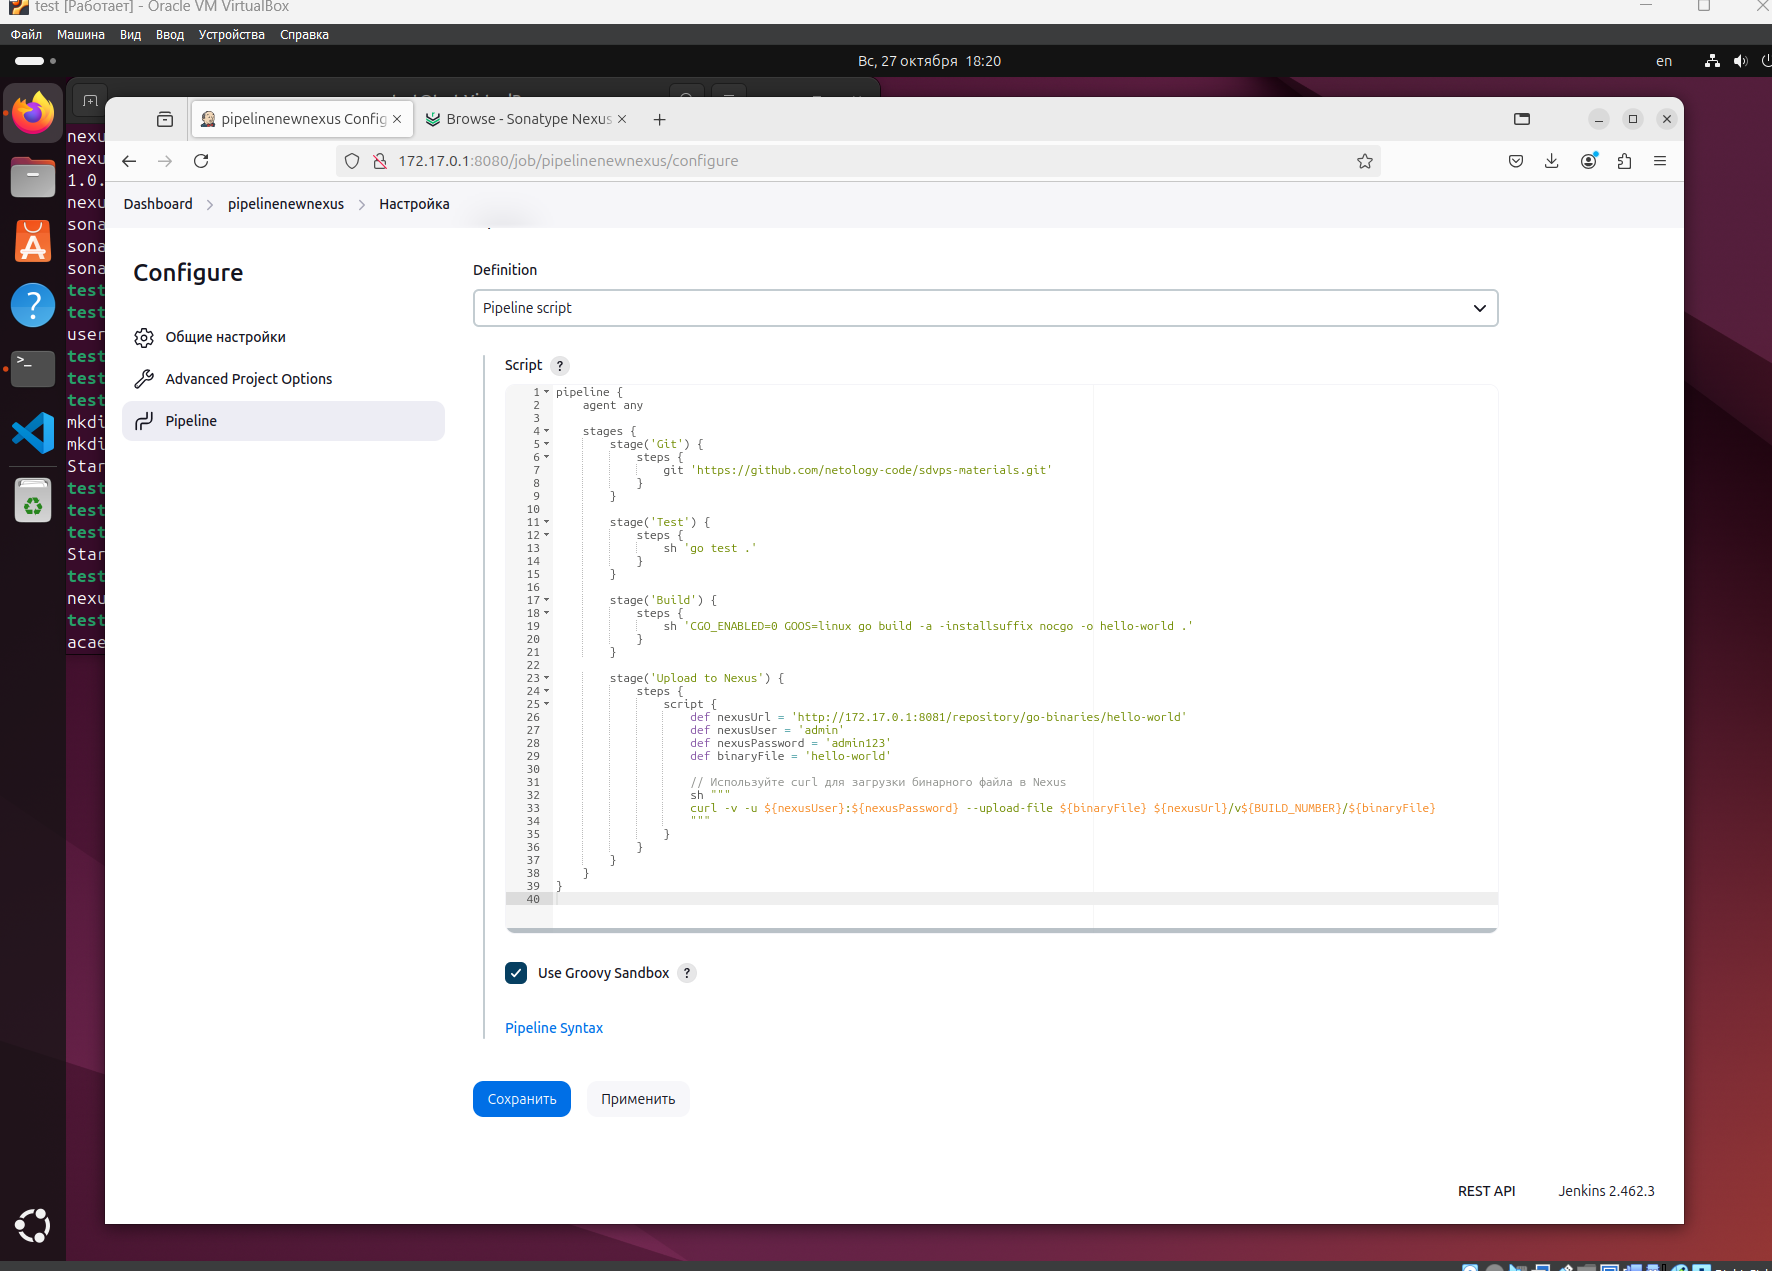 test [Работает] - Oracle VM VirtualBox
Файл Машина Вид Ввод Устройства Справка
Вс, 27 октября 18:20
en
pipelinenewnexus Config
Browse - Sonatype Nexus
172.17.0.1:8080/job/pipelinenewnexus/configure
Dashboard
pipelinenewnexus
Настройка
nexu
nexu
1.0.
nexu
sona
sona
sona
test
test
user
test
test
test
mkdi
mkdi
Star
test
test
test
Star
test
nexu
test
acae
Configure
Общие настройки
Advanced Project Options
Pipeline
Definition
Pipeline script
Script ?
1 pipeline {
2 agent any
3
4 stages {
5 stage('Git') {
6 steps {
7 git 'https://github.com/netology-code/sdvps-materials.git'
8 }
9 }
10
11 stage('Test') {
12 steps {
13 sh 'go test .'
14 }
15 }
16
17 stage('Build') {
18 steps {
19 sh 'CGO_ENABLED=0 GOOS=linux go build -a -installsuffix nocgo -o hello-world .'
20 }
21 }
22
23 stage('Upload to Nexus') {
24 steps {
25 script {
26 def nexusUrl = 'http://172.17.0.1:8081/repository/go-binaries/hello-world'
27 def nexusUser = 'admin'
28 def nexusPassword = 'admin123'
29 def binaryFile = 'hello-world'
30
31 // Используйте curl для загрузки бинарного файла в Nexus
32 sh """
33 curl -v -u ${nexusUser}:${nexusPassword} --upload-file ${binaryFile} ${nexusUrl}/v${BUILD_NUMBER}/${binaryFile}
34 """
35 }
36 }
37 }
38 }
39 }
40
Use Groovy Sandbox ?
Pipeline Syntax
Сохранить
Применить
REST API
Jenkins 2.462.3